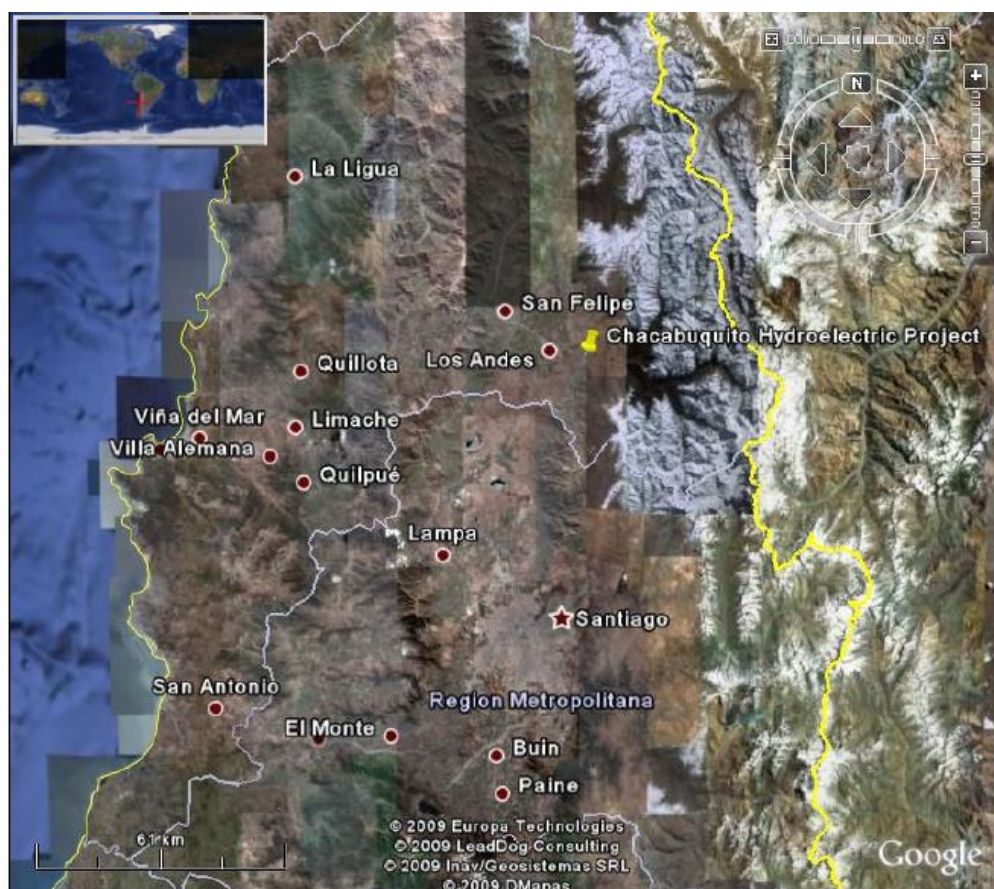 N
La Ligua
San Felipe
Chacabuquito Hydroelectric Project
Los Andes
Quillota
Viña del Mar
Limache
Villa Alemana
Quilpué
Lampa
Santiago
San Antonio
Region Metropolitana
El Monte
Buin
Paine
61 km
© 2009 Europa Technologies
© 2009 LeadDog Consulting
© 2009 Inav/Geosistemas SRL
© 2009 DMapas
Google